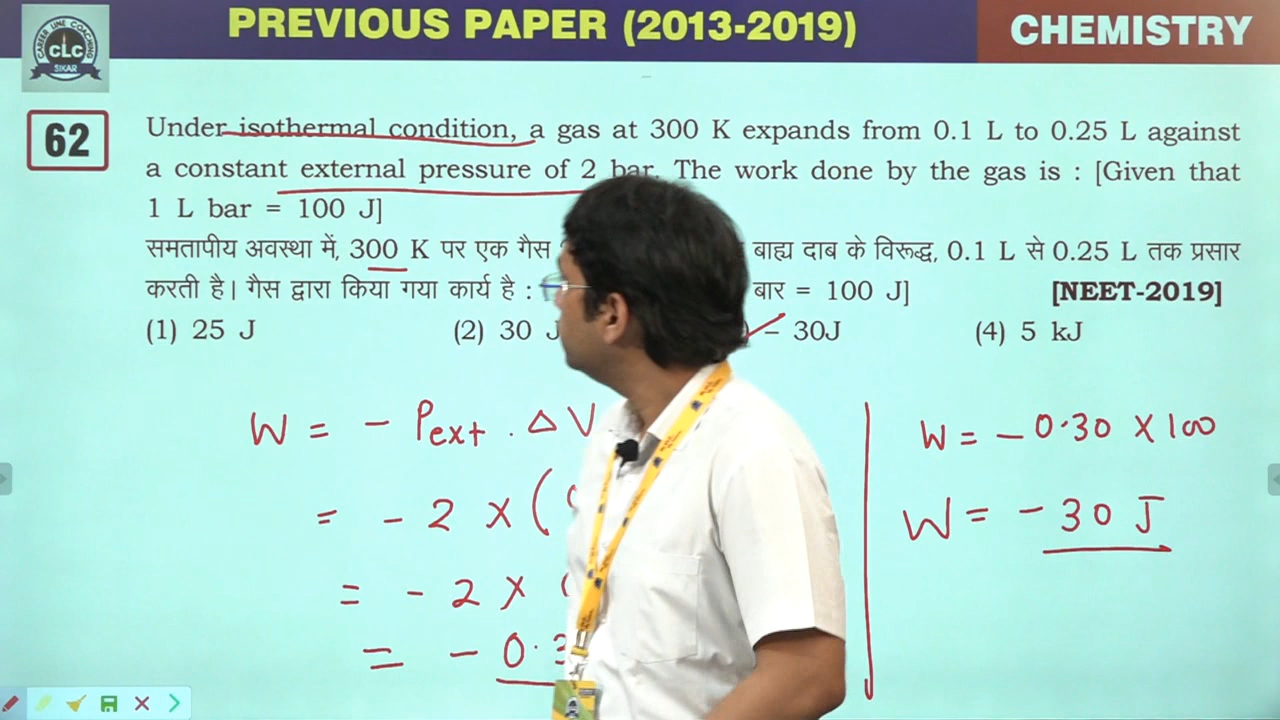 PREVIOUS PAPER (2013-2019)
CHEMISTRY
CAREER LINE COACHING
CLC
SIKAR
62
Under isothermal condition, a gas at 300 K expands from 0.1 L to 0.25 L against
a constant external pressure of 2 bar. The work done by the gas is : [Given that
1 L bar = 100 J]
समतापीय अवस्था में, 300 K पर एक गैस बाह्य दाब के विरूद्ध, 0.1 L से 0.25 L तक प्रसार
करती है। गैस द्वारा किया गया कार्य है : बार = 100 J] [NEET-2019]
(1) 25 J (2) 30 J – 30J (4) 5 kJ
W = - Pext . ΔV
= - 2 × (
= - 2 ×
= - 0.3
W = - 0.30 × 100
W = - 30 J